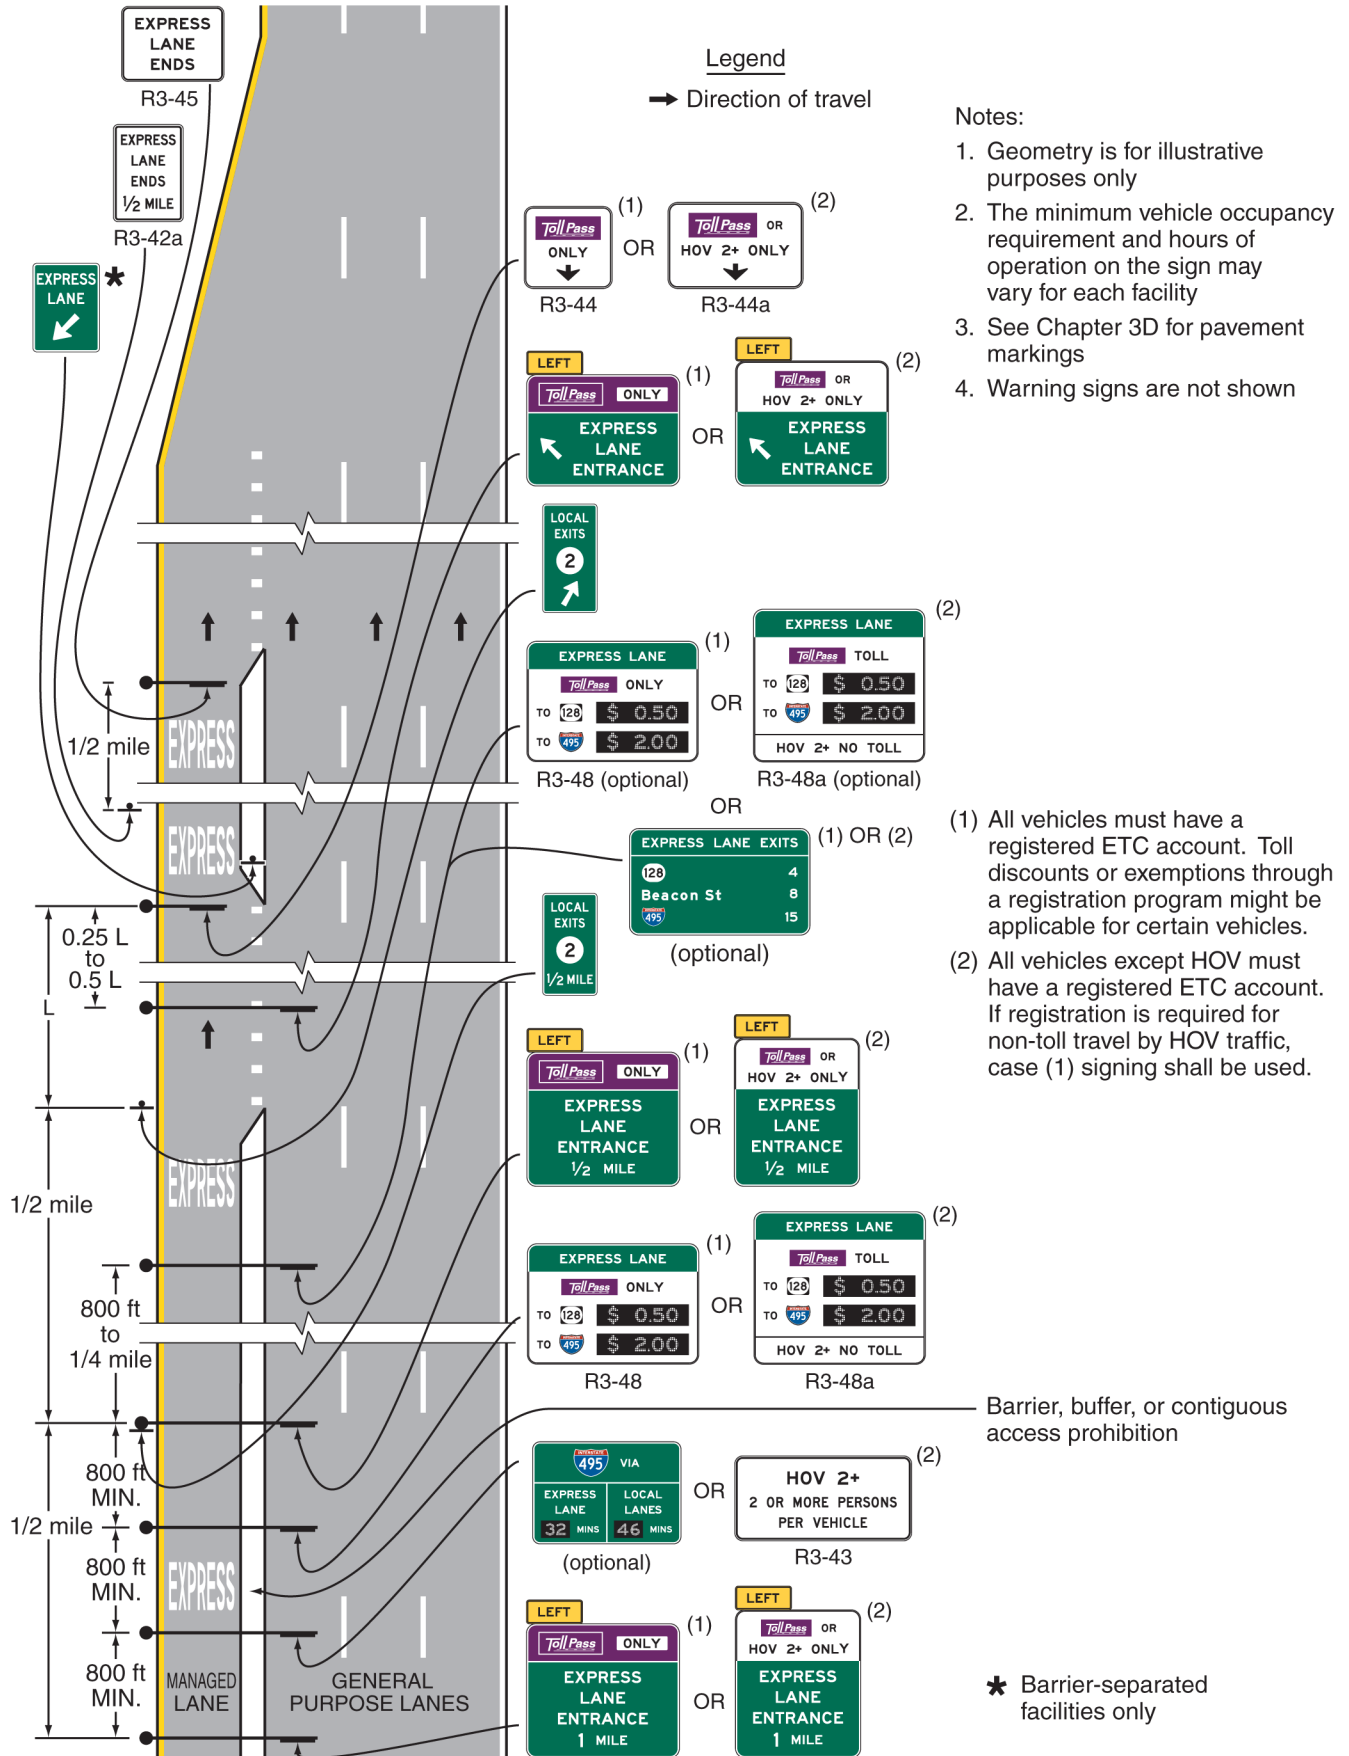 EXPRESS
LANE
ENDS
R3-45
EXPRESS
LANE
ENDS
1/2 MILE
R3-42a
EXPRESS
LANE
*
Legend
Direction of travel
Notes:
1. Geometry is for illustrative
purposes only
2. The minimum vehicle occupancy
requirement and hours of
operation on the sign may
vary for each facility
3. See Chapter 3D for pavement
markings
4. Warning signs are not shown
Toll Pass
ONLY
(1)
R3-44
OR
Toll Pass OR
HOV 2+ ONLY
(2)
R3-44a
LEFT
Toll Pass ONLY
EXPRESS
LANE
ENTRANCE
(1)
OR
LEFT
Toll Pass OR
HOV 2+ ONLY
EXPRESS
LANE
ENTRANCE
(2)
LOCAL
EXITS
2
EXPRESS LANE
Toll Pass ONLY
TO 128 $ 0.50
TO INTERSTATE 495 $ 2.00
(1)
R3-48 (optional)
OR
EXPRESS LANE
Toll Pass TOLL
TO 128 $ 0.50
TO INTERSTATE 495 $ 2.00
HOV 2+ NO TOLL
(2)
R3-48a (optional)
OR
EXPRESS LANE EXITS
128 4
Beacon St 8
INTERSTATE 495 15
(1) OR (2)
(optional)
LOCAL
EXITS
2
1/2 MILE
LEFT
Toll Pass ONLY
EXPRESS
LANE
ENTRANCE
1/2 MILE
(1)
OR
LEFT
Toll Pass OR
HOV 2+ ONLY
EXPRESS
LANE
ENTRANCE
1/2 MILE
(2)
EXPRESS LANE
Toll Pass ONLY
TO 128 $ 0.50
TO INTERSTATE 495 $ 2.00
(1)
R3-48
OR
EXPRESS LANE
Toll Pass TOLL
TO 128 $ 0.50
TO INTERSTATE 495 $ 2.00
HOV 2+ NO TOLL
(2)
R3-48a
Barrier, buffer, or contiguous
access prohibition
INTERSTATE 495 VIA
EXPRESS
LANE
32 MINS
LOCAL
LANES
46 MINS
(optional)
OR
HOV 2+
2 OR MORE PERSONS
PER VEHICLE
(2)
R3-43
LEFT
Toll Pass ONLY
EXPRESS
LANE
ENTRANCE
1 MILE
(1)
OR
LEFT
Toll Pass OR
HOV 2+ ONLY
EXPRESS
LANE
ENTRANCE
1 MILE
(2)
(1) All vehicles must have a
registered ETC account. Toll
discounts or exemptions through
a registration program might be
applicable for certain vehicles.
(2) All vehicles except HOV must
have a registered ETC account.
If registration is required for
non-toll travel by HOV traffic,
case (1) signing shall be used.
* Barrier-separated
facilities only
1/2 mile
EXPRESS
EXPRESS
0.25 L
to
0.5 L
L
EXPRESS
1/2 mile
800 ft
to
1/4 mile
800 ft
MIN.
1/2 mile
800 ft
MIN.
EXPRESS
800 ft
MIN.
MANAGED
LANE
GENERAL
PURPOSE LANES